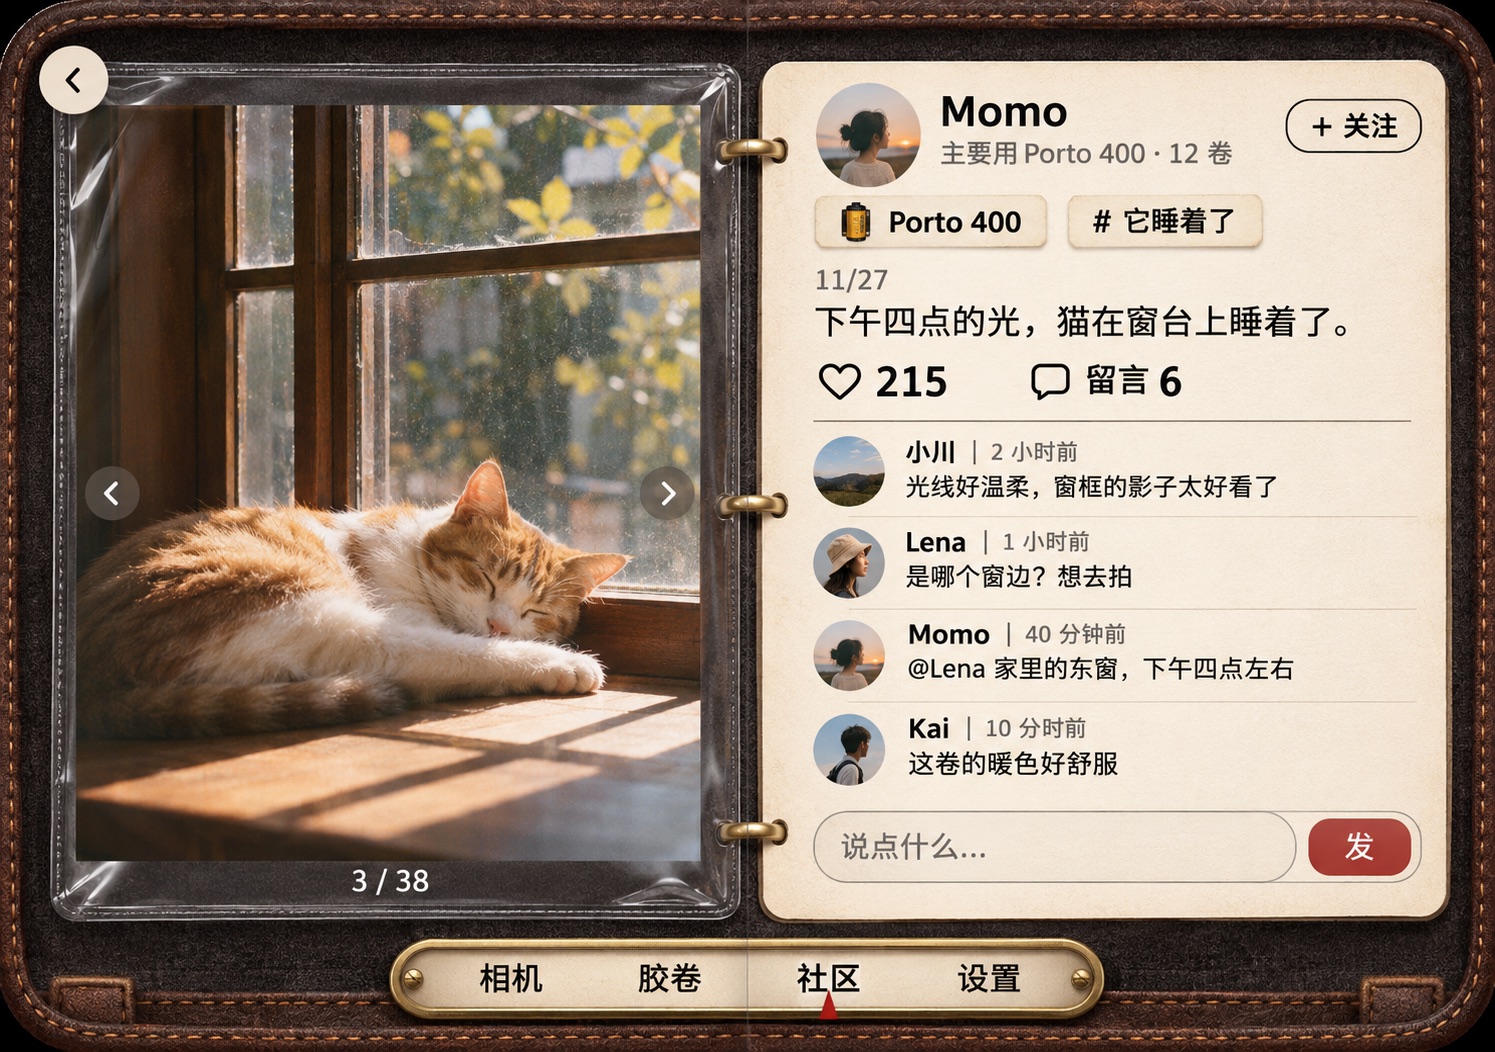 Momo
主要用 Porto 400 · 12 卷
+ 关注
Porto 400
# 它睡着了
11/27
下午四点的光，猫在窗台上睡着了。
215
留言 6
小川 | 2 小时前
光线好温柔，窗框的影子太好看了
Lena | 1 小时前
是哪个窗边？想去拍
Momo | 40 分钟前
@Lena 家里的东窗，下午四点左右
Kai | 10 分时前
这卷的暖色好舒服
说点什么...
发
3 / 38
相机 胶卷 社区 设置